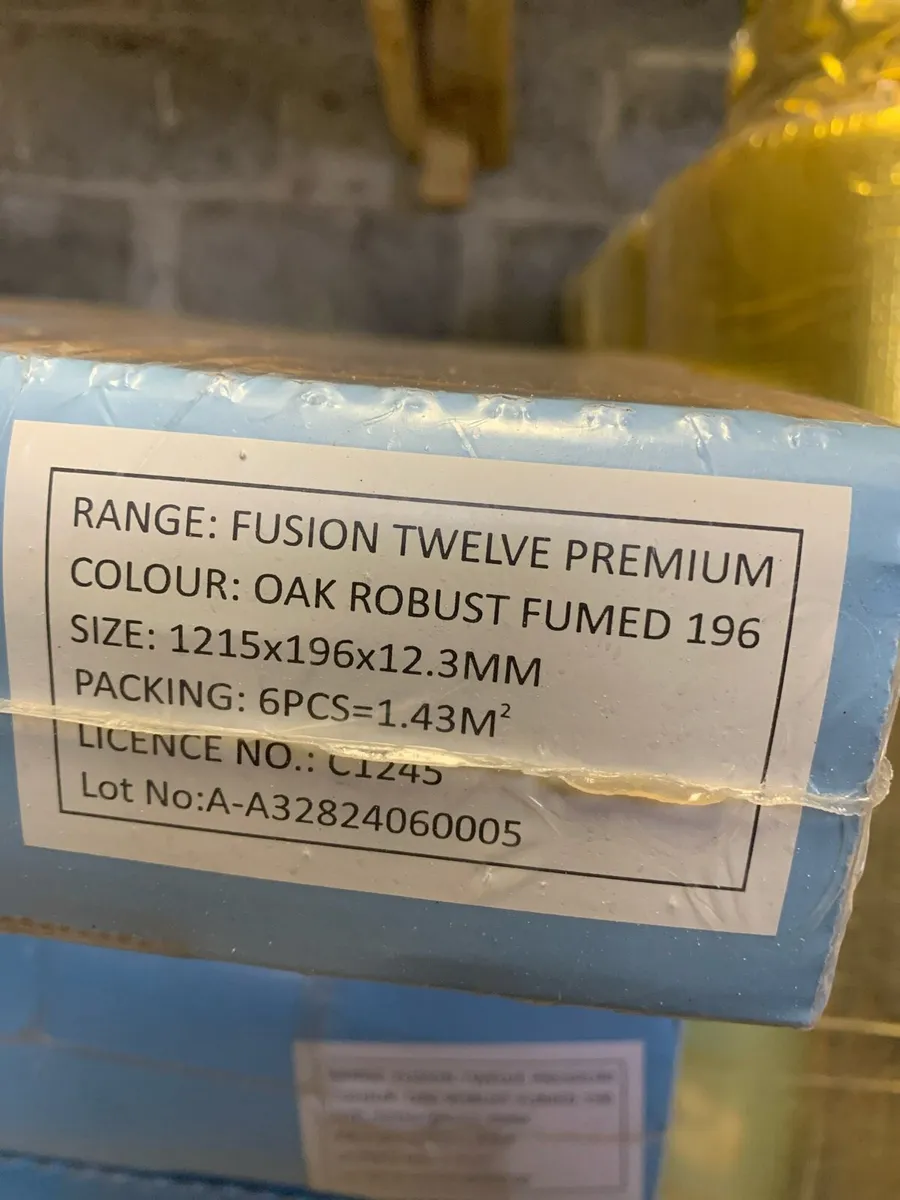 RANGE: FUSION TWELVE PREMIUM
COLOUR: OAK ROBUST FUMED 196
SIZE: 1215x196x12.3MM
PACKING: 6PCS=1.43M²
LICENCE NO.: C1245
Lot No:A-A32824060005